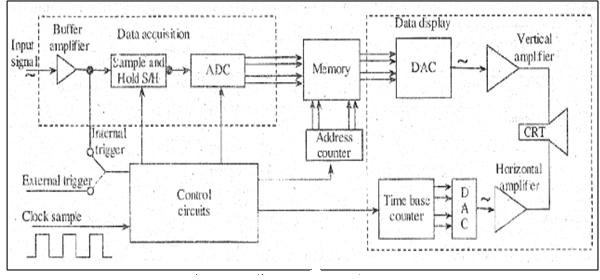 Buffer
amplifier
Data acquisition
Data display
Input
signal
~
Sample and
Hold S/H
ADC
Memory
DAC
~
Vertical
amplifier
CRT
Internal
trigger
Address
counter
External trigger
Control
circuits
Clock sample
Time base
counter
D
A
C
~
Horizontal
amplifier